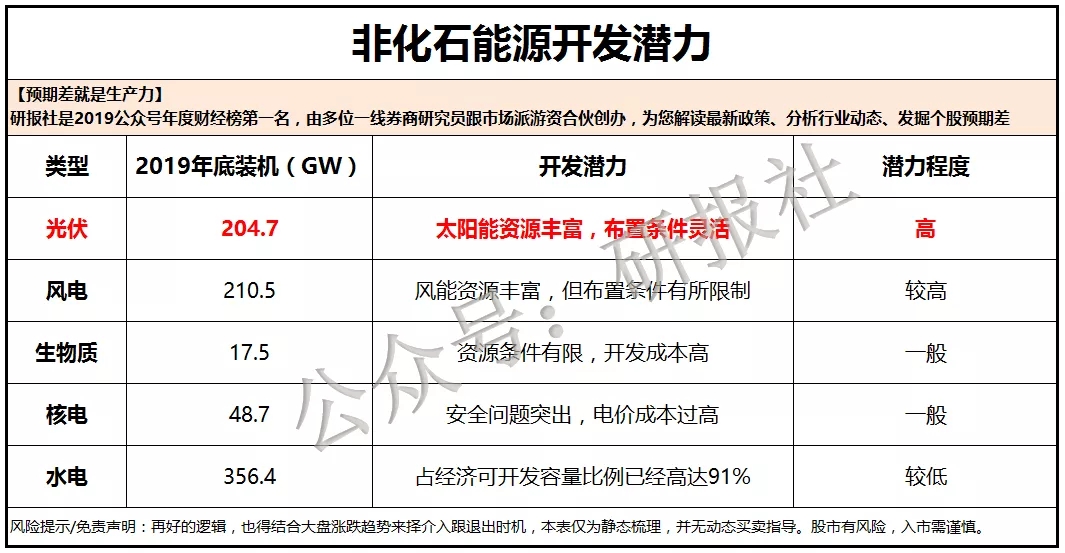 非化石能源开发潜力
【预期差就是生产力】
研报社是2019公众号年度财经榜第一名，由多位一线券商研究员跟市场派游资合伙创办，为您解读最新政策、分析行业动态、发掘个股预期差
类型 2019年底装机（GW） 开发潜力 潜力程度
光伏 204.7 太阳能资源丰富，布置条件灵活 高
风电 210.5 风能资源丰富，但布置条件有所限制 较高
生物质 17.5 资源条件有限，开发成本高 一般
核电 48.7 安全问题突出，电价成本过高 一般
水电 356.4 占经济可开发容量比例已经高达91% 较低
风险提示/免责声明：再好的逻辑，也得结合大盘涨跌趋势来择介入跟退出时机，本表仅为静态梳理，并无动态买卖指导。股市有风险，入市需谨慎。
公众号：研报社